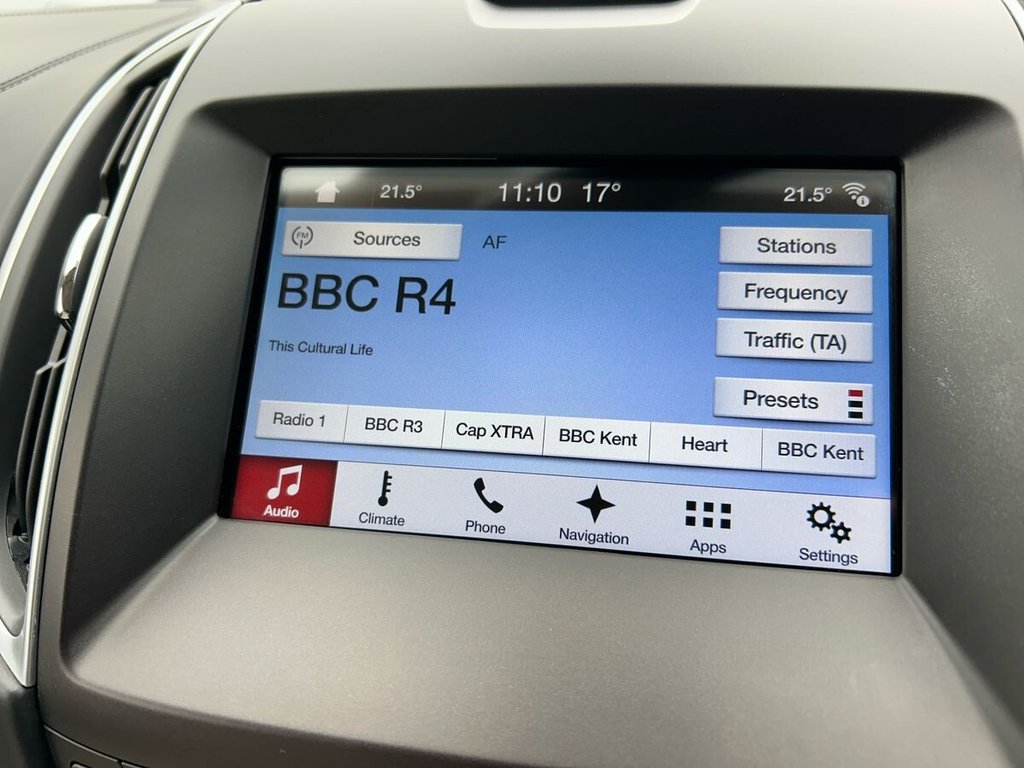 21.5° 11:10 17° 21.5°
FM Sources AF
Stations
BBC R4
Frequency
Traffic (TA)
This Cultural Life
Presets
Radio 1 BBC R3 Cap XTRA BBC Kent Heart BBC Kent
Audio Climate Phone Navigation Apps Settings